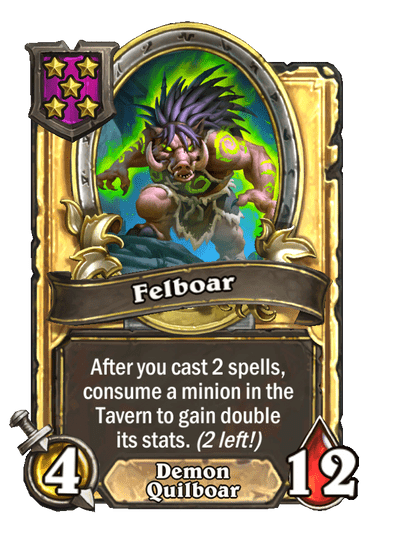 Felboar
After you cast 2 spells,
consume a minion in the
Tavern to gain double
its stats. (2 left!)
4
Demon
Quilboar
12